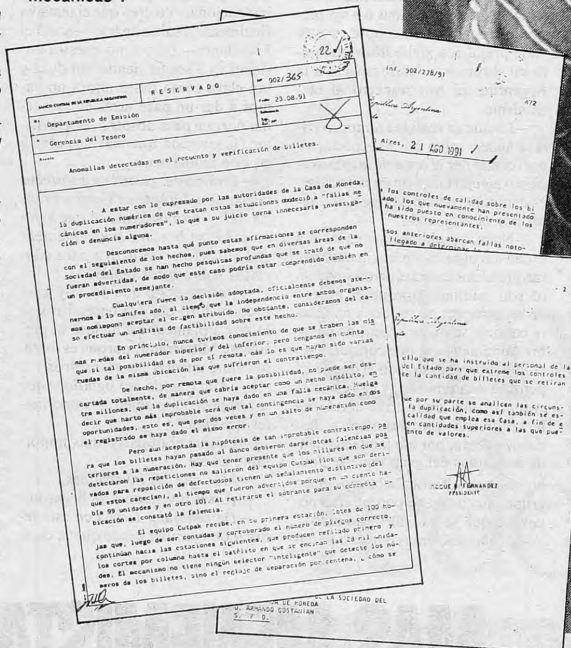 22
RESERVADO
BANCO CENTRAL DE LA REPUBLICA ARGENTINA
902/345
Departamento de Emisión
Fecha 23.08.91
Gerencia del Tesoro
Anomalías detectadas en el recuento y verificación de billetes.
A estar con lo expresado por las autoridades de la Casa de Moneda,
la duplicación numérica de que tratan estas actuaciones obedeció a "fallas me
cánicas en los numeradores", lo que a su juicio torna innecesaria investiga-
ción o denuncia alguna.
Desconocemos hasta qué punto estas afirmaciones se corresponden
con el seguimiento de los hechos, pues sabemos que en diversas áreas de la
Sociedad del Estado se han hecho pesquisas profundas que se trató de que no
fueran advertidas, de modo que este caso podría estar comprendido también en
un procedimiento semejante.
Cualquiera fuere la decisión adoptada, oficialmente debemos ate-
nernos a lo manifes ado, al tiempo que la independencia entre ambos organis-
mos nos impone aceptar el origen atribuido. No obstante, consideramos del ca-
so efectuar un análisis de factibilidad sobre este hecho.
En principio, nunca tuvimos conocimiento de que se traben las mis
mas ruedas del numerador superior y del inferior, pero tengamos en cuenta
que si tal posibilidad es de por sí remota, más lo es que hayan sido varias
ruedas de la misma ubicación las que sufrieron el contratiempo.
De hecho, por remota que fuera la posibilidad, no puede ser des-
cartada totalmente, de manera que cabría aceptar como un hecho insólito, en
tres millones, que la duplicación se haya dado en una falla mecánica. Huelga
decir que harto más improbable será que tal contingencia se haya dado en dos
oportunidades, esto es, que por dos veces y en un salto de numeración como
el registrado se haya dado el mismo error.
Pero aun aceptada la hipótesis de tan improbable contratiempo, pa
ra que los billetes hayan pasado al Banco debieron darse otras falencias pos
teriores a la numeración. Hay que tener presente que los millares en que se
detectaron las repeticiones no salieron del equipo Cutpak (los que son deri-
vados para reposición de defectuosos tienen un señalamiento distintivo del
que estos carecían), al tiempo que fueron advertidos porque en un ciento ha-
bía 99 unidades y en otro 101. Al retirarse el sobrante para su correcta u-
bicación se constató la falencia.
El equipo Cutpak recibe, en su primera estación, lotes de 100 ho-
jas que, luego de ser contadas y corroborado el número de pliegos correcto,
continúan hacia las estaciones siguientes, que producen refilado primero y
los cortes por columna hasta el satélite en que se encinan las 28 mil unida-
des. El mecanismo no tiene ningún selector "inteligente" que detecte los nú-
meros de los billetes, sino el reglaje de separación por centena.
Inf. 902/278/91
472
República Argentina
Aires, 21 AGO 1991
los controles de calidad sobre los bi
ado, los que nuevamente han presentado
ha sido puesto en conocimiento de los
nuestros representantes.
sos anteriores abarcan fallas noto-
llegado a determinar
2
República Argentina
ello que se ha instruido al personal de la
del Estado para que extreme los controles
te la cantidad de billetes que se retiran
que por su parte se analicen las circuns-
la duplicación, como así también se es-
calidad que emplea esa Casa, a fin de e
en cantidades superiores a las que pue-
ento de valores.
ROQUE FERNANDEZ
PRESIDENTE
DE LA SOCIEDAD DEL
A DE MONEDA
D. ARMANDO GOSTANIAN
S. / D.